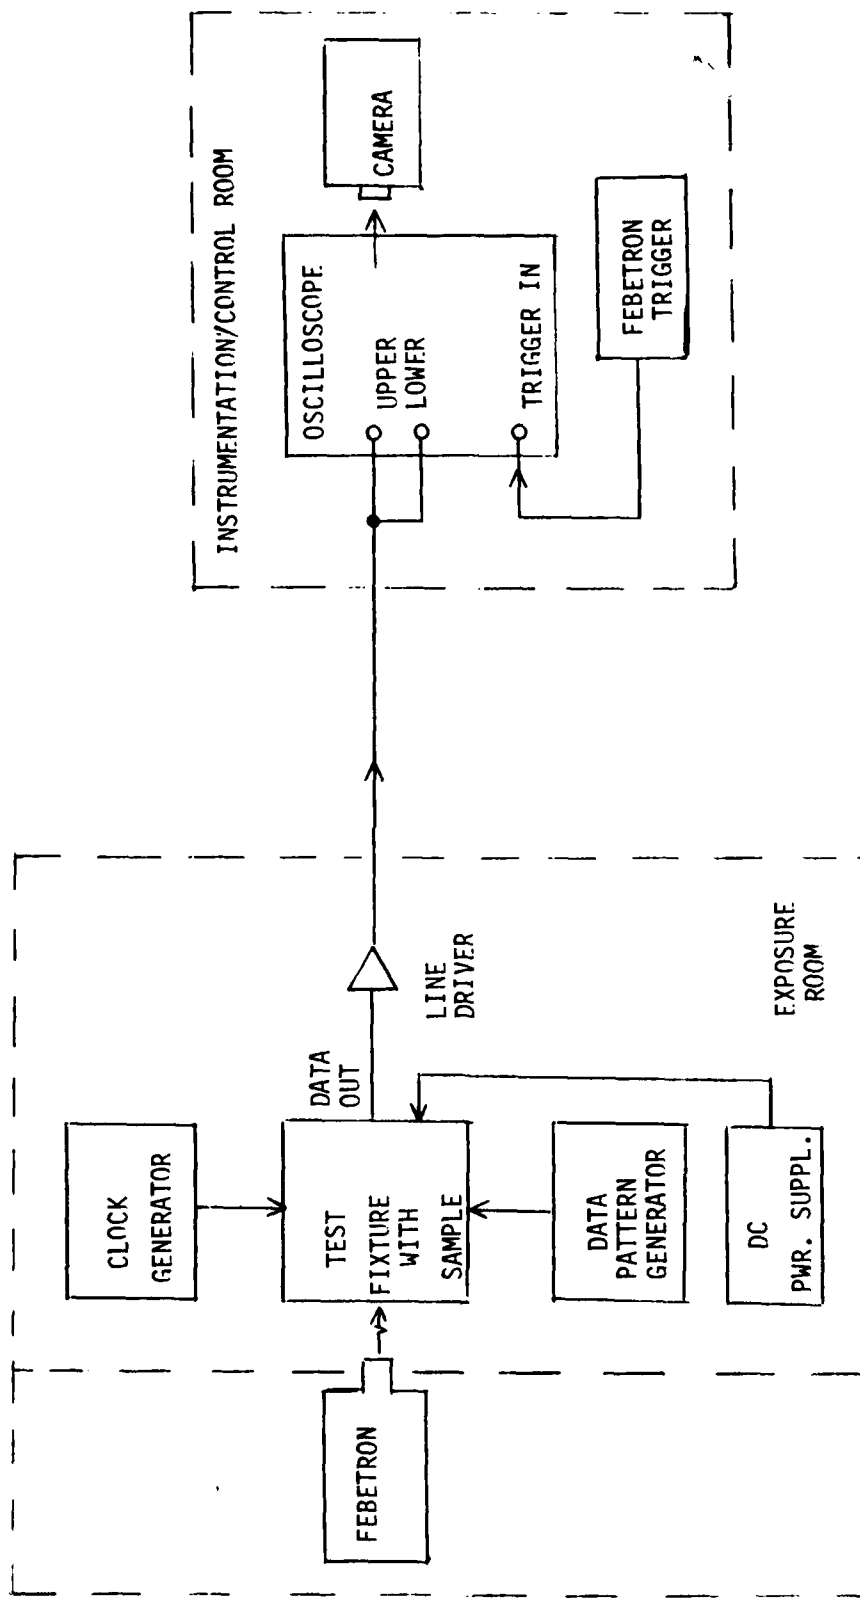 INSTRUMENTATION/CONTROL ROOM
OSCILLOSCOPE
UPPER
LOWER
TRIGGER IN
CAMERA
FEBETRON
TRIGGER
CLOCK
GENERATOR
DATA
OUT
LINE
DRIVER
TEST
FIXTURE
WITH
SAMPLE
DATA
PATTERN
GENERATOR
DC
PWR. SUPPL.
EXPOSURE
ROOM
FEBETRON